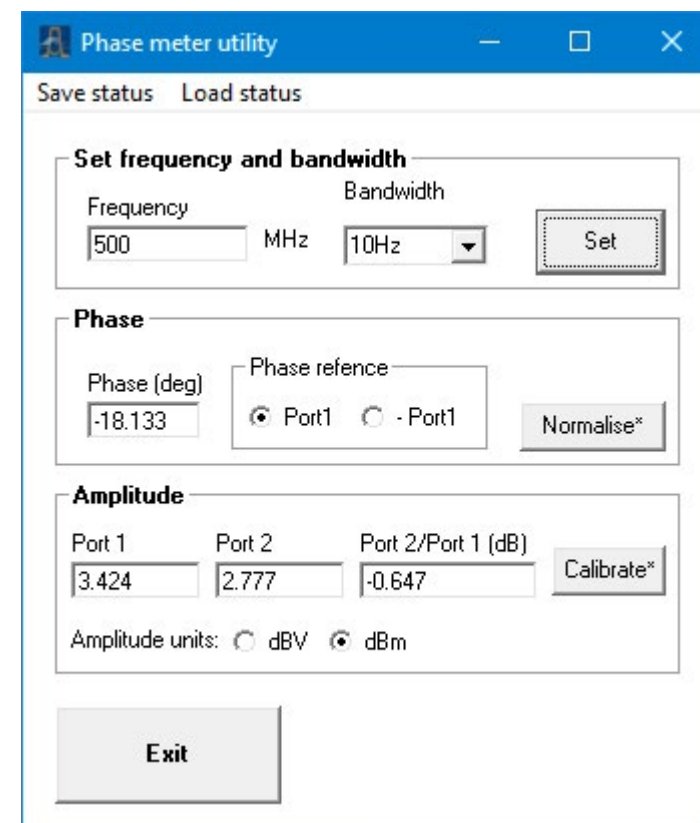 Phase meter utility
Save status Load status
Set frequency and bandwidth
Frequency
Bandwidth
500 MHz 10Hz Set
Phase
Phase (deg)
Phase refence
-18.133 Port1 - Port1 Normalise*
Amplitude
Port 1 Port 2 Port 2/Port 1 (dB)
3.424 2.777 -0.647 Calibrate*
Amplitude units: dBV dBm
Exit